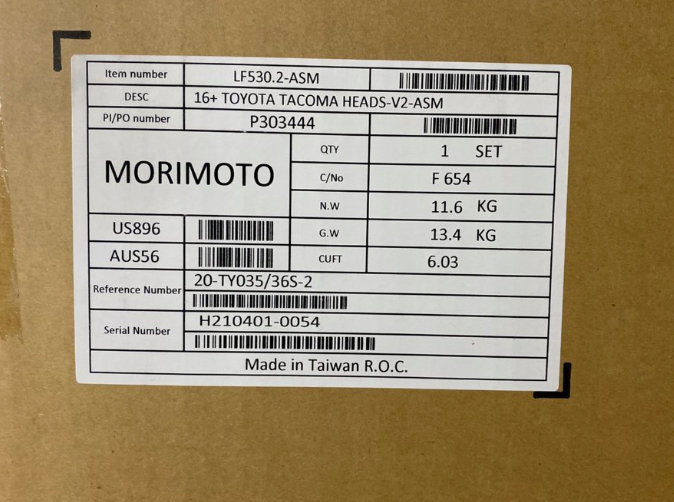 Item number LF530.2-ASM
DESC 16+ TOYOTA TACOMA HEADS-V2-ASM
PI/PO number P303444
MORIMOTO
QTY 1 SET
C/No F 654
N.W 11.6 KG
US896
G.W 13.4 KG
AUS56
CUFT 6.03
Reference Number 20-TY035/36S-2
Serial Number H210401-0054
Made in Taiwan R.O.C.